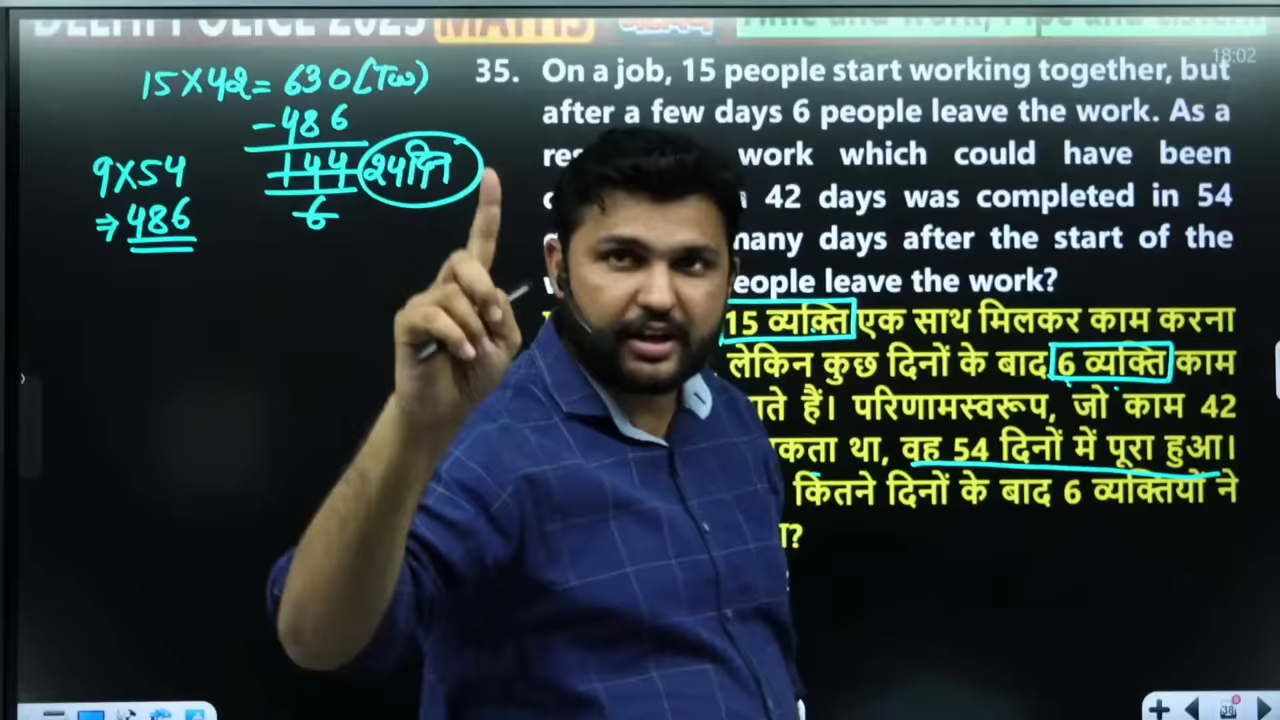 DELHI POLICE 2025 MATHS
Time and work, Pipe and
18:02
15×42=630(Tw)
-486
144 24दिन
6
9×54
⇒486
35. On a job, 15 people start working together, but
after a few days 6 people leave the work. As a
work which could have been
42 days was completed in 54
many days after the start of the
people leave the work?
15 व्यक्ति एक साथ मिलकर काम करना
लेकिन कुछ दिनों के बाद 6 व्यक्ति काम
हैं। परिणामस्वरूप, जो काम 42
था, वह 54 दिनों में पूरा हुआ।
कितने दिनों के बाद 6 व्यक्तियों ने
38